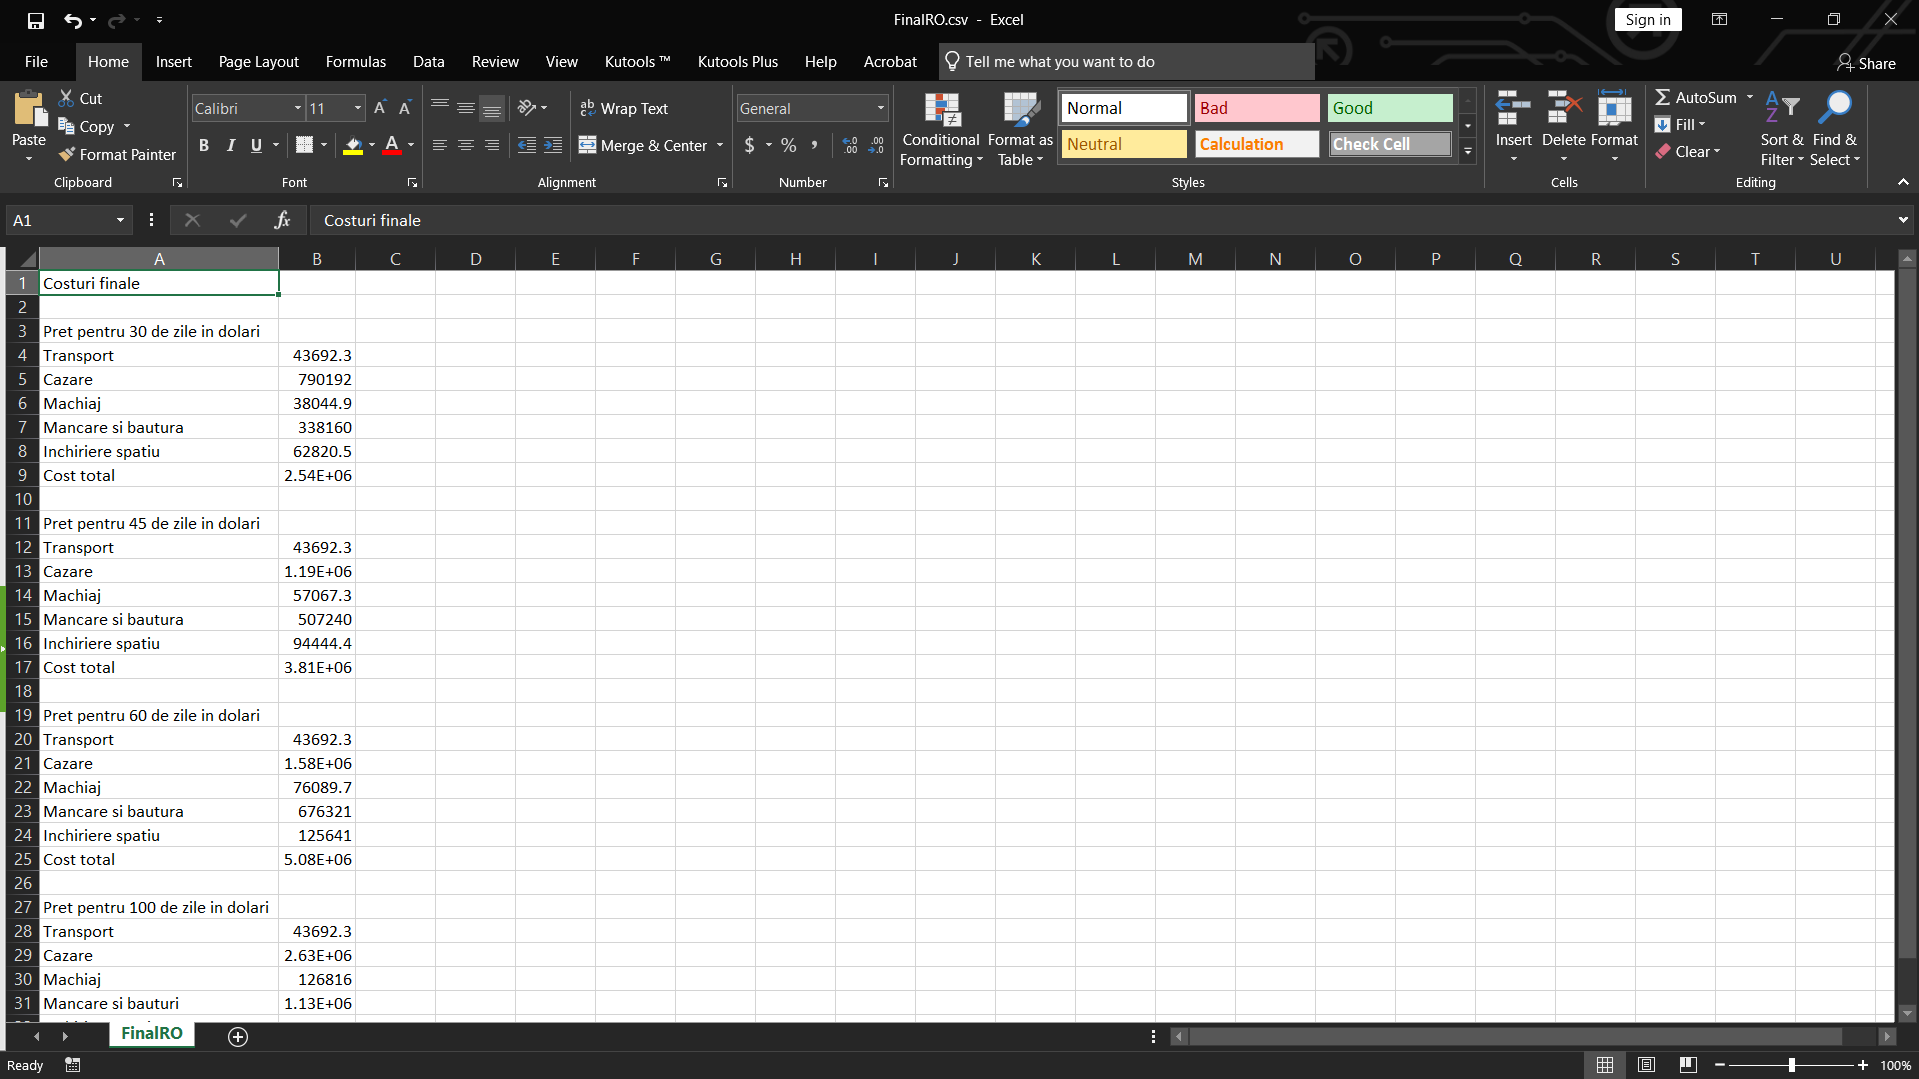 FinalRO.csv - Excel
Sign in
File Home Insert Page Layout Formulas Data Review View Kutools ™ Kutools Plus Help Acrobat Tell me what you want to do Share
Paste
Cut
Copy
Format Painter
Clipboard
Calibri 11
B I U
Font
Wrap Text
Merge & Center
Alignment
General
$ % ,
Number
Conditional Formatting
Format as Table
Normal Bad Good
Neutral Calculation Check Cell
Styles
Insert Delete Format
Cells
AutoSum
Fill
Clear
Sort & Filter
Find & Select
Editing
A1 fx Costuri finale
A B C D E F G H I J K L M N O P Q R S T U
1 Costuri finale
2
3 Pret pentru 30 de zile in dolari
4 Transport 43692.3
5 Cazare 790192
6 Machiaj 38044.9
7 Mancare si bautura 338160
8 Inchiriere spatiu 62820.5
9 Cost total 2.54E+06
10
11 Pret pentru 45 de zile in dolari
12 Transport 43692.3
13 Cazare 1.19E+06
14 Machiaj 57067.3
15 Mancare si bautura 507240
16 Inchiriere spatiu 94444.4
17 Cost total 3.81E+06
18
19 Pret pentru 60 de zile in dolari
20 Transport 43692.3
21 Cazare 1.58E+06
22 Machiaj 76089.7
23 Mancare si bautura 676321
24 Inchiriere spatiu 125641
25 Cost total 5.08E+06
26
27 Pret pentru 100 de zile in dolari
28 Transport 43692.3
29 Cazare 2.63E+06
30 Machiaj 126816
31 Mancare si bauturi 1.13E+06
FinalRO
Ready
100%